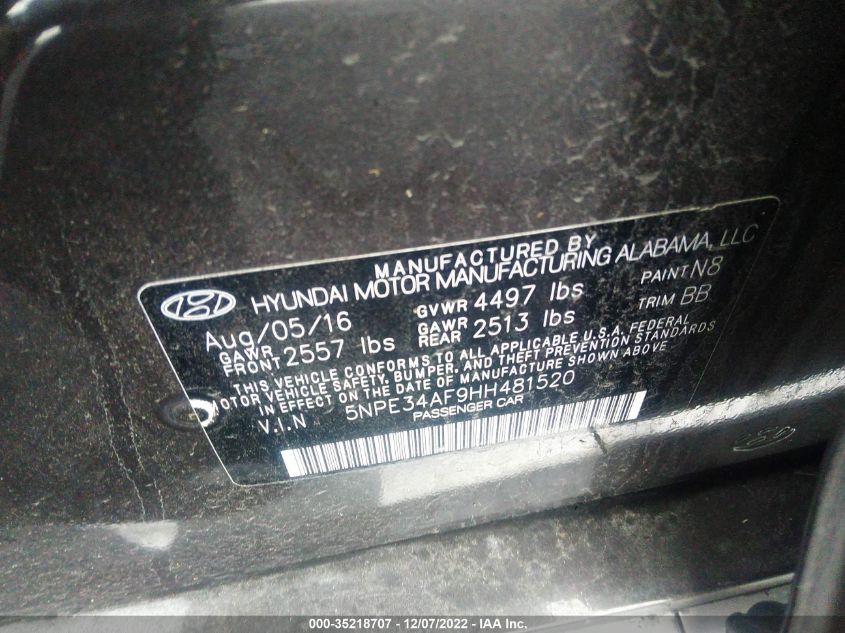 MANUFACTURED BY
HYUNDAI MOTOR MANUFACTURING ALABAMA, LLC
Aug/05/16 GVWR 4497 lbs PAINT N8
GAWR FRONT 2557 lbs GAWR REAR 2513 lbs TRIM BB
THIS VEHICLE CONFORMS TO ALL APPLICABLE U.S.A. FEDERAL
MOTOR VEHICLE SAFETY, BUMPER, AND THEFT PREVENTION STANDARDS
IN EFFECT ON THE DATE OF MANUFACTURE SHOWN ABOVE
V.I.N 5NPE34AF9HH481520
PASSENGER CAR
000-35218707 - 12/07/2022 - IAA Inc.